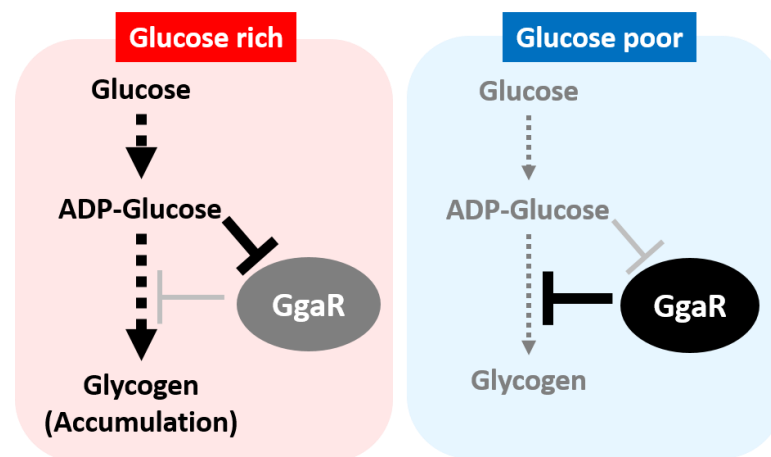 Glucose rich
Glucose
ADP-Glucose
GgaR
Glycogen
(Accumulation)
Glucose poor
Glucose
ADP-Glucose
GgaR
Glycogen